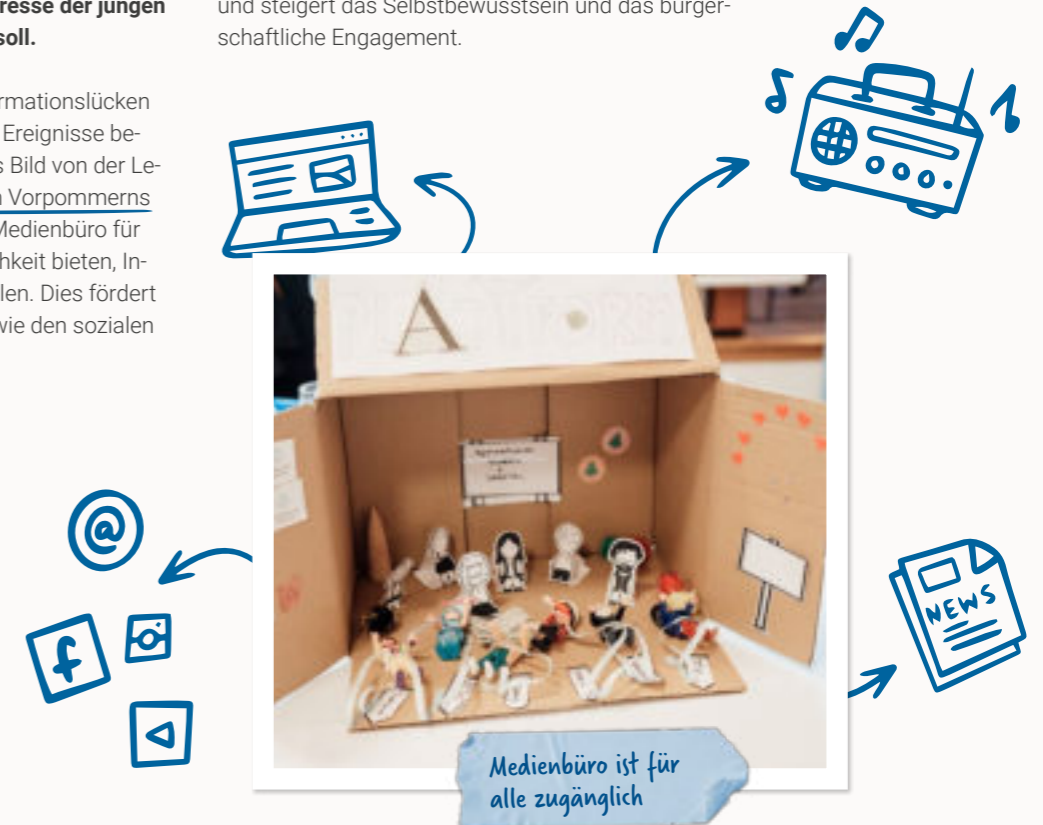 resse der jungen
soll.
rmationslücken
Ereignisse be-
s Bild von der Le-
n Vorpommerns
Medienbüro für
hkeit bieten, In-
len. Dies fördert
wie den sozialen
und steigert das Selbstbewusstsein und das bürger-
schaftliche Engagement.
A
@
f
NEWS
Medienbüro ist für
alle zugänglich